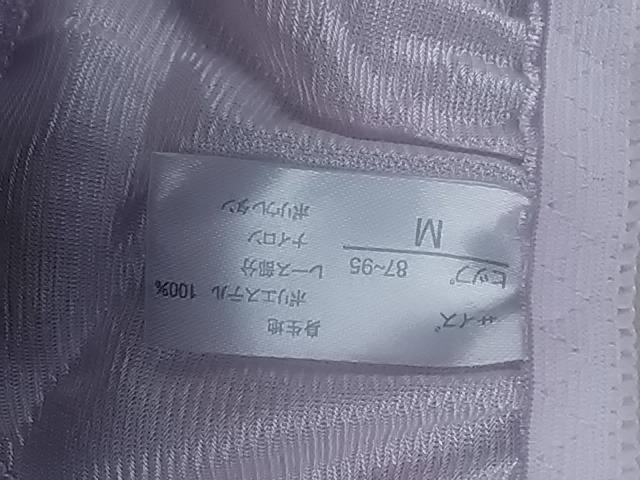 サイズ
ヒップ 87~95
M
身生地
ポリエステル 100%
レース部分
ナイロン
ポリウレタン